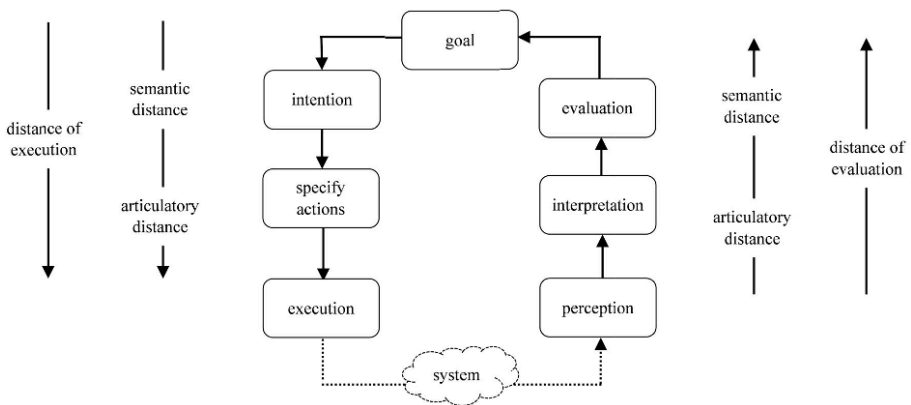 goal
intention
evaluation
semantic
distance
semantic
distance
distance of
execution
distance of
evaluation
specify
actions
interpretation
articulatory
distance
articulatory
distance
execution
perception
system